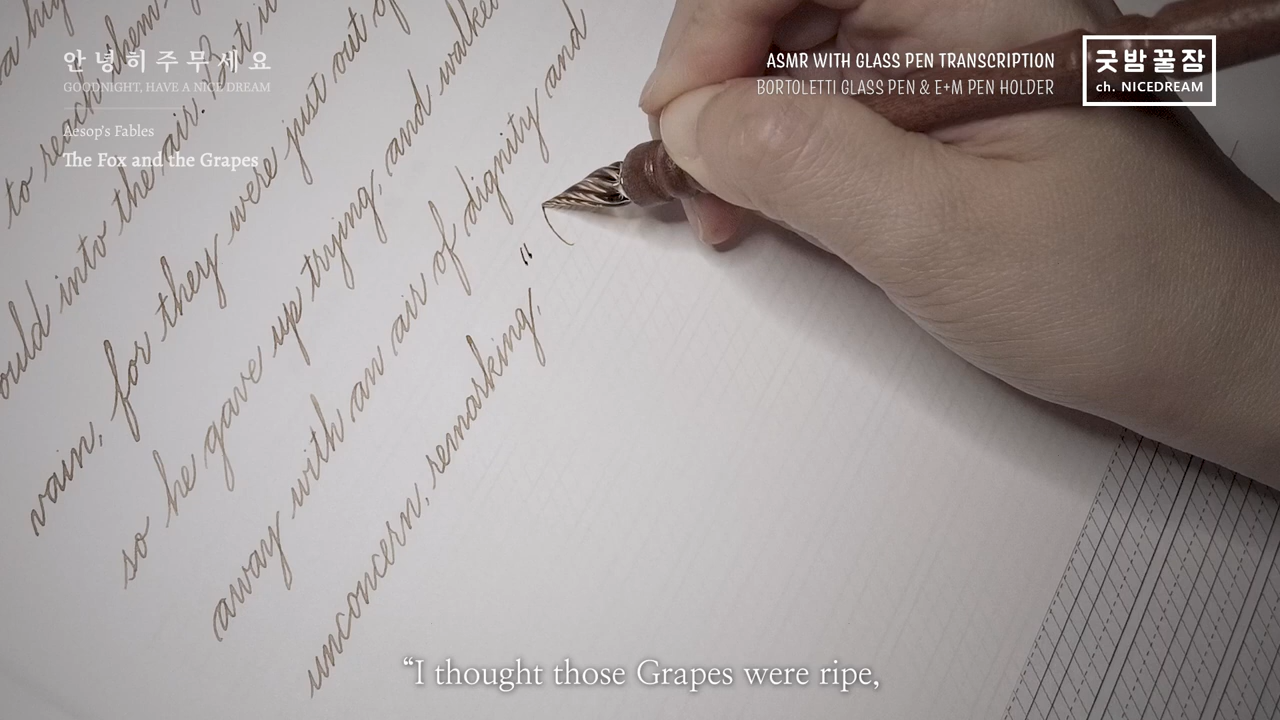 안녕히주무세요
GOODNIGHT, HAVE A NICE DREAM
Aesop's Fables
The Fox and the Grapes
ASMR WITH GLASS PEN TRANSCRIPTION
BORTOLETTI GLASS PEN & E+M PEN HOLDER
굿밤꿀잠
ch. NICEDREAM
to reach them
ould into the air. But it
vain, for they were just out of
so he gave up trying, and walked
away with an air of dignity and
unconcern, remarking,
"
“I thought those Grapes were ripe,